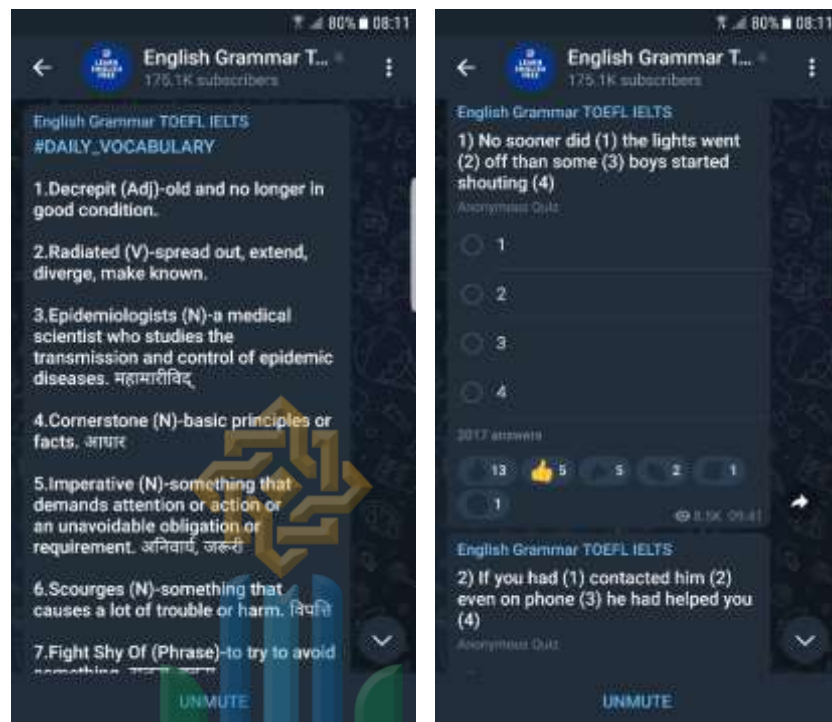 80% 08:11
English Grammar T...
175.1K subscribers
English Grammar TOEFL IELTS
#DAILY_VOCABULARY
1.Decrepit (Adj)-old and no longer in
good condition.
2.Radiated (V)-spread out, extend,
diverge, make known.
3.Epidemiologists (N)-a medical
scientist who studies the
transmission and control of epidemic
diseases. महामारीविद्
4.Cornerstone (N)-basic principles or
facts. आधार
5.Imperative (N)-something that
demands attention or action or
an unavoidable obligation or
requirement. अनिवार्य, जरूरी
6.Scourges (N)-something that
causes a lot of trouble or harm. विपत्ति
7.Fight Shy Of (Phrase)-to try to avoid
something.
UNMUTE
80% 08:11
English Grammar T...
175.1K subscribers
English Grammar TOEFL IELTS
1) No sooner did (1) the lights went
(2) off than some (3) boys started
shouting (4)
Anonymous Quiz
1
2
3
4
2017 answers
13 5 5 2 1
1
8.1K 09:41
English Grammar TOEFL IELTS
2) If you had (1) contacted him (2)
even on phone (3) he had helped you
(4)
Anonymous Quiz
UNMUTE